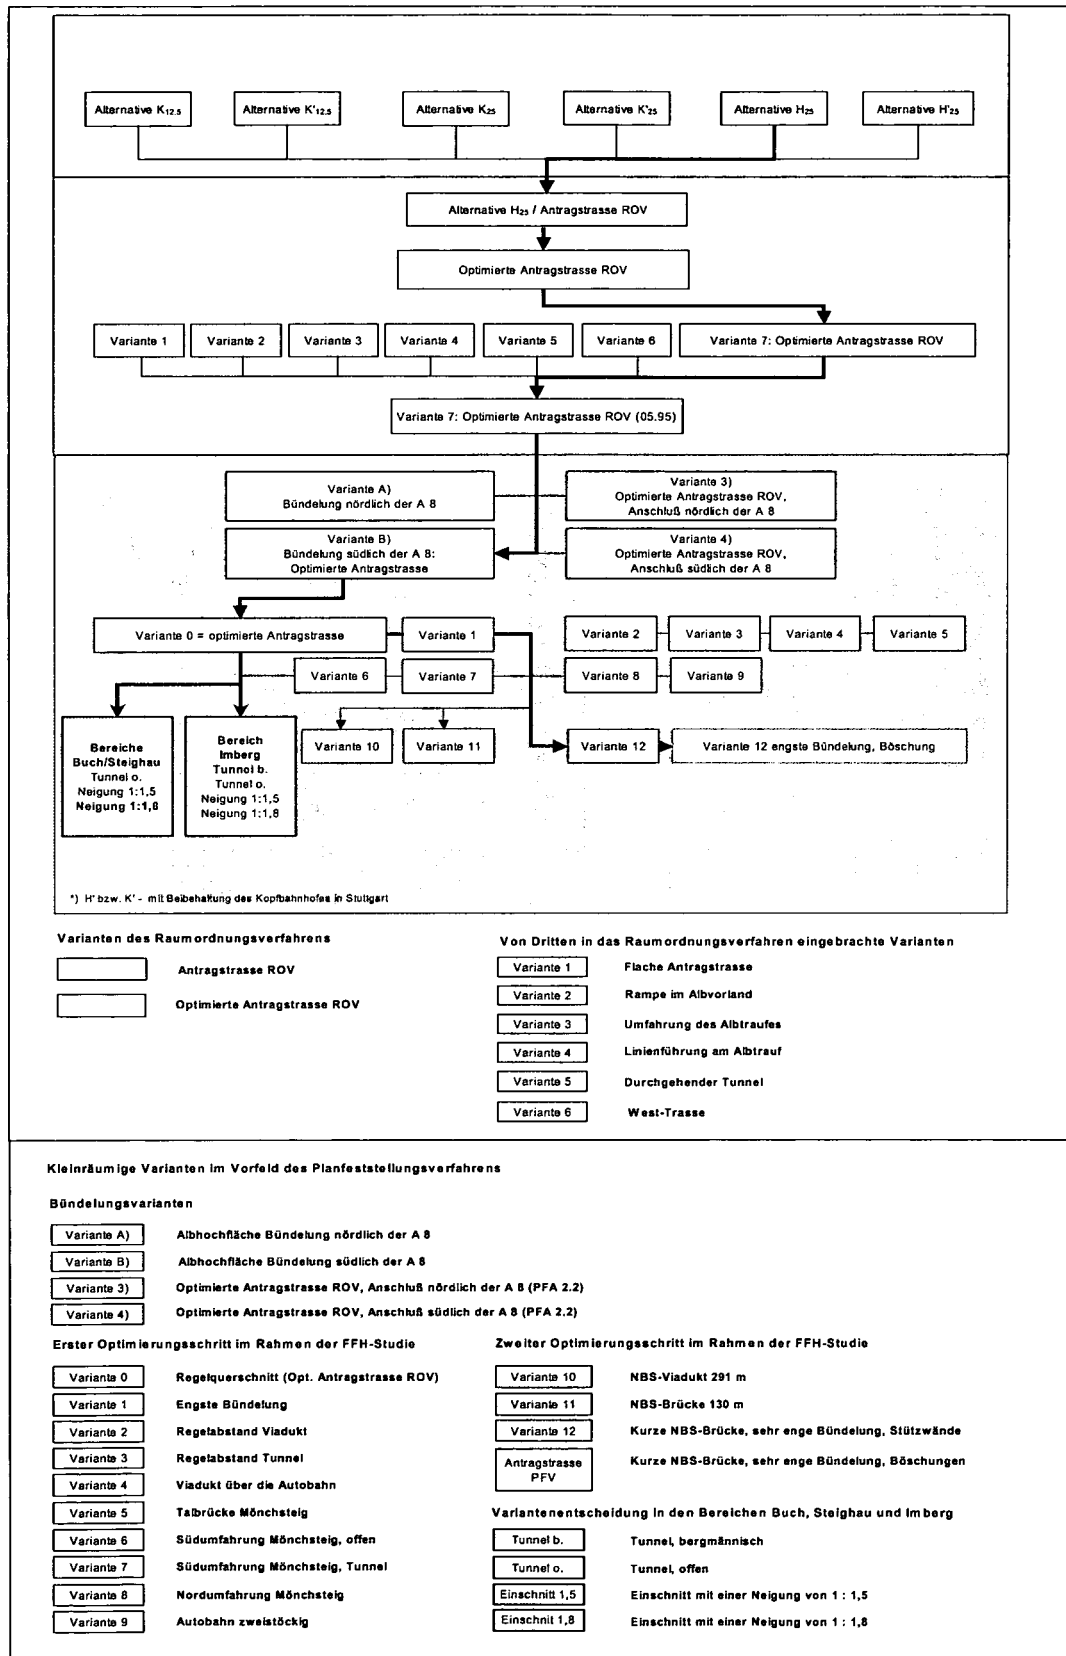 Alternative K12.5
Alternative K'12.5
Alternative K25
Alternative K'25
Alternative H25
Alternative H'25
Alternative H25 / Antragstrasse ROV
Optimierte Antragstrasse ROV
Variante 1
Variante 2
Variante 3
Variante 4
Variante 5
Variante 6
Variante 7: Optimierte Antragstrasse ROV
Variante 7: Optimierte Antragstrasse ROV (05.95)
Variante A)
Bündelung nördlich der A 8
Variante 3)
Optimierte Antragstrasse ROV,
Anschluß nördlich der A 8
Variante B)
Bündelung südlich der A 8:
Optimierte Antragstrasse
Variante 4)
Optimierte Antragstrasse ROV,
Anschluß südlich der A 8
Variante 0 = optimierte Antragstrasse
Variante 1
Variante 2
Variante 3
Variante 4
Variante 5
Variante 6
Variante 7
Variante 8
Variante 9
Bereiche
Buch/Steighau
Tunnel o.
Neigung 1:1,5
Neigung 1:1,8
Bereich
Imberg
Tunnel b.
Tunnel o.
Neigung 1:1,5
Neigung 1:1,8
Variante 10
Variante 11
Variante 12
Variante 12 engste Bündelung, Böschung
*) H' bzw. K' - mit Beibehaltung des Kopfbahnhofes in Stuttgart
Varianten des Raumordnungsverfahrens
Antragstrasse ROV
Optimierte Antragstrasse ROV
Von Dritten in das Raumordnungsverfahren eingebrachte Varianten
Variante 1 Flache Antragstrasse
Variante 2 Rampe im Albvorland
Variante 3 Umfahrung des Albtraufes
Variante 4 Linienführung am Albtrauf
Variante 5 Durchgehender Tunnel
Variante 6 West-Trasse
Kleinräumige Varianten im Vorfeld des Planfeststellungsverfahrens
Bündelungsvarianten
Variante A) Albhochfläche Bündelung nördlich der A 8
Variante B) Albhochfläche Bündelung südlich der A 8
Variante 3) Optimierte Antragstrasse ROV, Anschluß nördlich der A 8 (PFA 2.2)
Variante 4) Optimierte Antragstrasse ROV, Anschluß südlich der A 8 (PFA 2.2)
Erster Optimierungsschritt im Rahmen der FFH-Studie
Variante 0 Regelquerschnitt (Opt. Antragstrasse ROV)
Variante 1 Engste Bündelung
Variante 2 Regelabstand Viadukt
Variante 3 Regelabstand Tunnel
Variante 4 Viadukt über die Autobahn
Variante 5 Talbrücke Mönchsteig
Variante 6 Südumfahrung Mönchsteig, offen
Variante 7 Südumfahrung Mönchsteig, Tunnel
Variante 8 Nordumfahrung Mönchsteig
Variante 9 Autobahn zweistöckig
Zweiter Optimierungsschritt im Rahmen der FFH-Studie
Variante 10 NBS-Viadukt 291 m
Variante 11 NBS-Brücke 130 m
Variante 12 Kurze NBS-Brücke, sehr enge Bündelung, Stützwände
Antragstrasse
PFV
Kurze NBS-Brücke, sehr enge Bündelung, Böschungen
Variantenentscheidung in den Bereichen Buch, Steighau und Imberg
Tunnel b. Tunnel, bergmännisch
Tunnel o. Tunnel, offen
Einschnitt 1,5 Einschnitt mit einer Neigung von 1 : 1,5
Einschnit 1,8 Einschnitt mit einer Neigung von 1 : 1,8